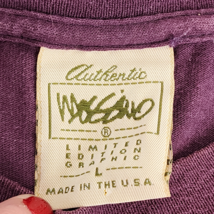 Authentic
Mossimo
®
LIMITED
EDITION
GRAPHIC
L
MADE IN THE U.S.A.